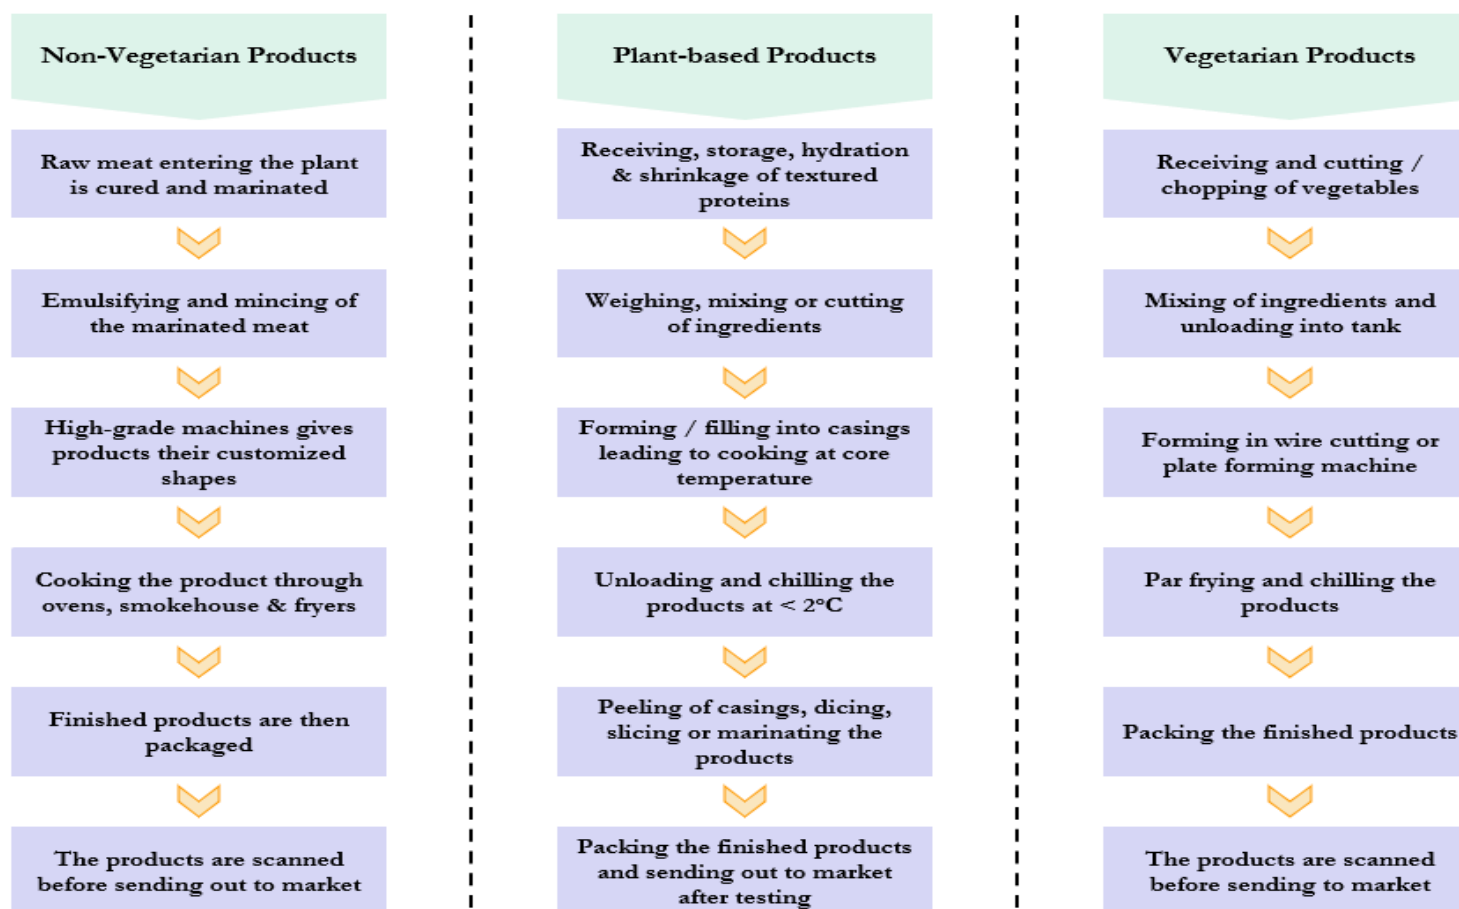 Non-Vegetarian Products
Raw meat entering the plant
is cured and marinated
Emulsifying and mincing of
the marinated meat
High-grade machines gives
products their customized
shapes
Cooking the product through
ovens, smokehouse & fryers
Finished products are then
packaged
The products are scanned
before sending out to market
Plant-based Products
Receiving, storage, hydration
& shrinkage of textured
proteins
Weighing, mixing or cutting
of ingredients
Forming / filling into casings
leading to cooking at core
temperature
Unloading and chilling the
products at < 2°C
Peeling of casings, dicing,
slicing or marinating the
products
Packing the finished products
and sending out to market
after testing
Vegetarian Products
Receiving and cutting /
chopping of vegetables
Mixing of ingredients and
unloading into tank
Forming in wire cutting or
plate forming machine
Par frying and chilling the
products
Packing the finished products
The products are scanned
before sending to market